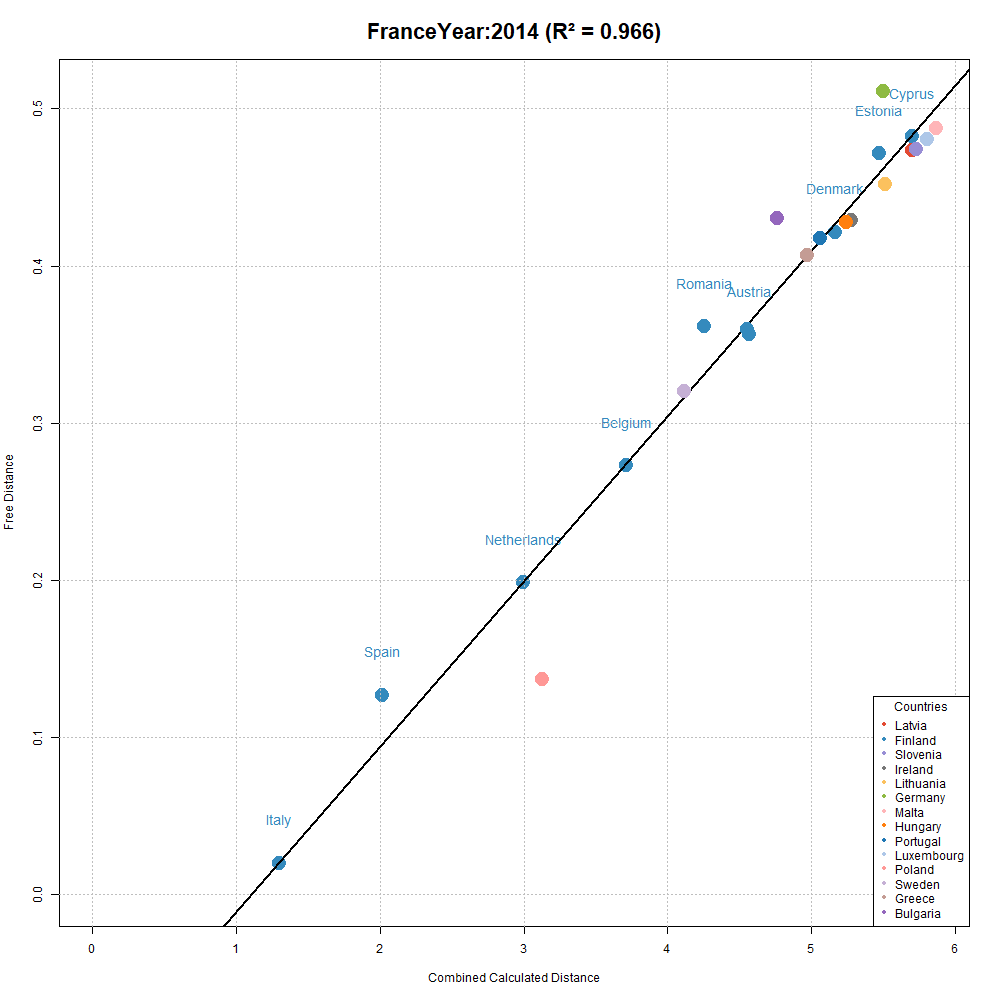 FranceYear:2014 (R² = 0.966)
Cyprus
Estonia
Denmark
Romania
Austria
Belgium
Netherlands
Spain
Italy
Free Distance
0.5
0.4
0.3
0.2
0.1
0.0
0 1 2 3 4 5 6
Combined Calculated Distance
Countries
Latvia
Finland
Slovenia
Ireland
Lithuania
Germany
Malta
Hungary
Portugal
Luxembourg
Poland
Sweden
Greece
Bulgaria